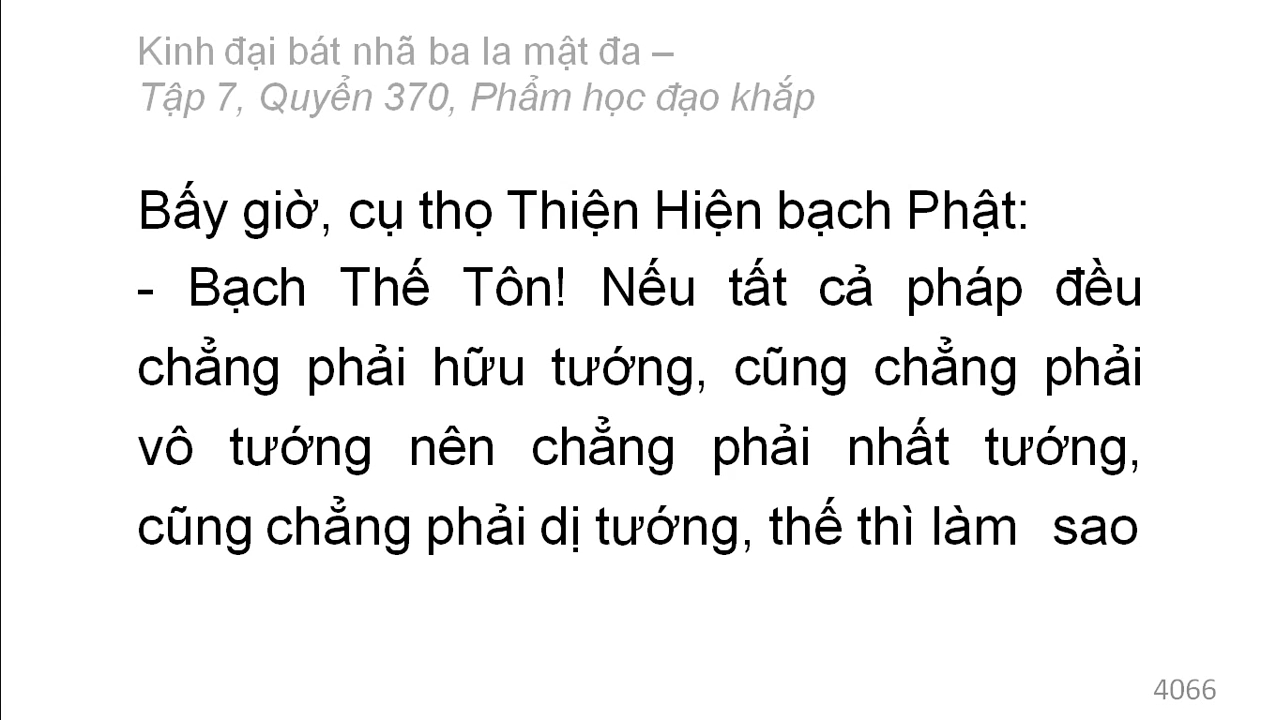 Kinh đại bát nhã ba la mật đa –
Tập 7, Quyển 370, Phẩm học đạo khắp
Bấy giờ, cụ thọ Thiện Hiện bạch Phật:
- Bạch Thế Tôn! Nếu tất cả pháp đều
chẳng phải hữu tướng, cũng chẳng phải
vô tướng nên chẳng phải nhất tướng,
cũng chẳng phải dị tướng, thế thì làm sao
4066